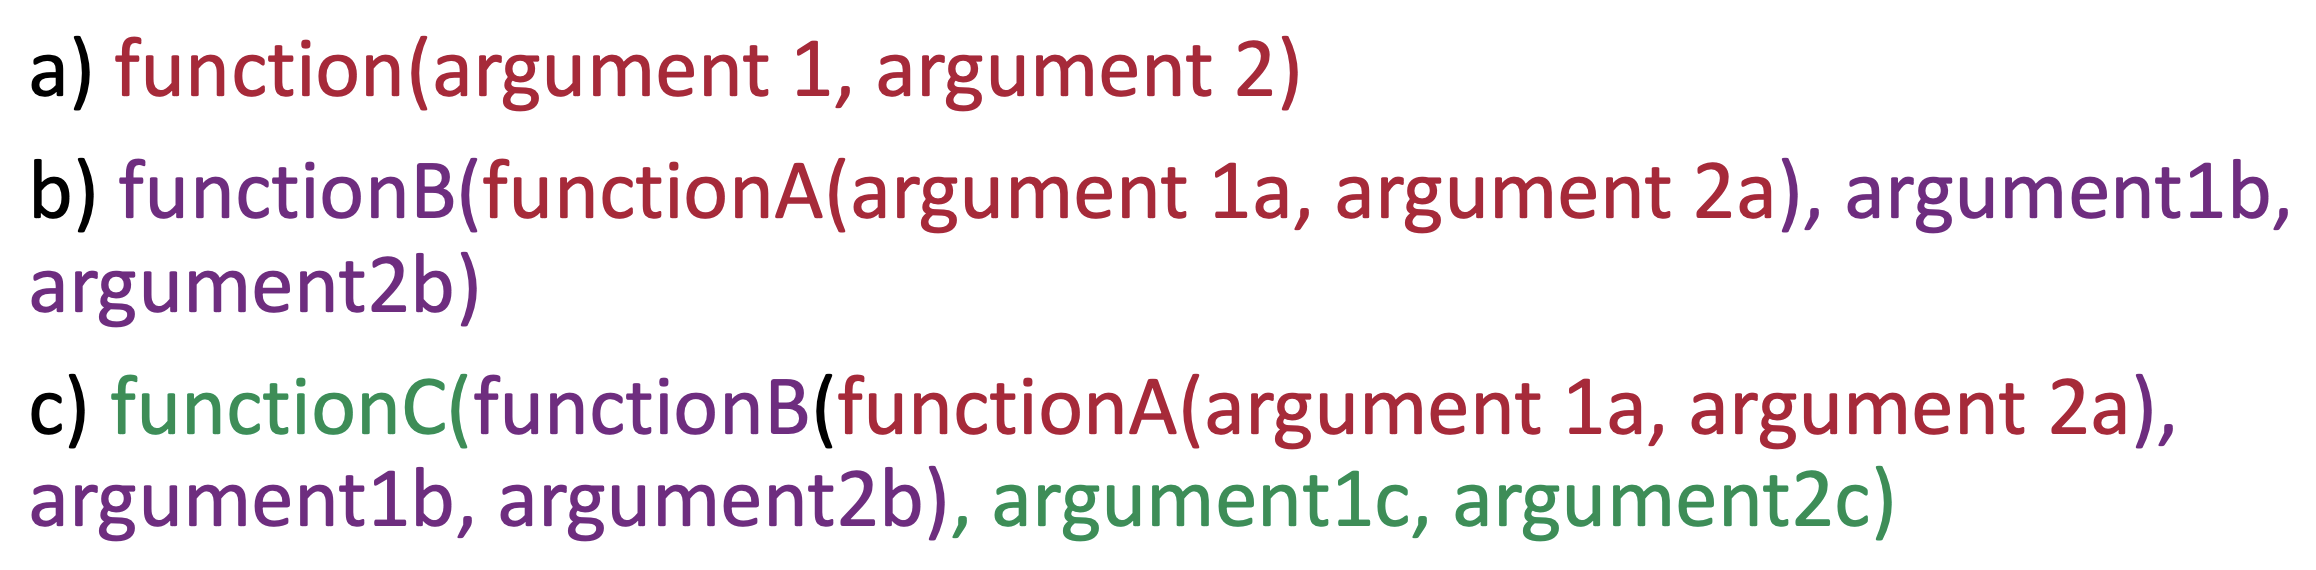 a) function(argument 1, argument 2)
b) functionB(functionA(argument 1a, argument 2a), argument1b,
argument2b)
c) functionC(functionB(functionA(argument 1a, argument 2a),
argument1b, argument2b), argument1c, argument2c)